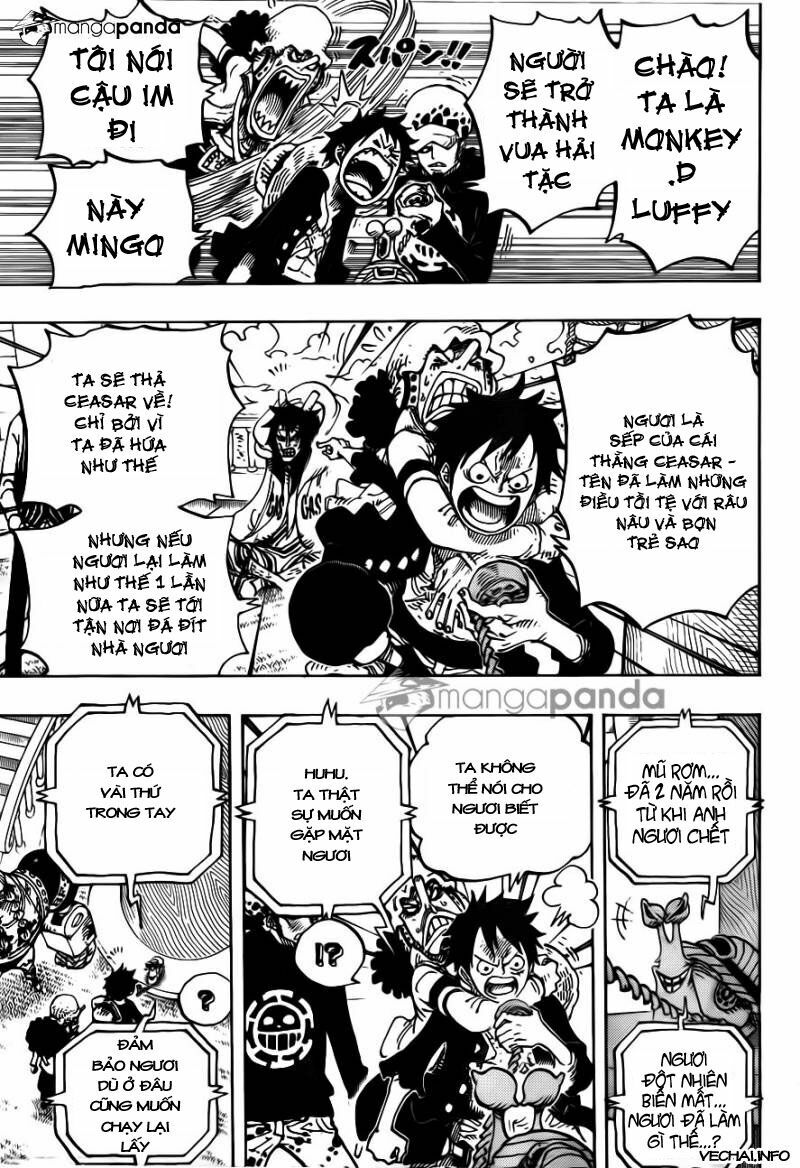 mangapanda
CHÀO!
TA LÀ
MONKEY
.D
LUFFY
NGƯỜI
SẼ TRỞ
THÀNH
VUA HẢI
TẶC
スパン!!
TÔI NÓI
CẬU IM
ĐI
NÀY
MINGO
NGƯƠI LÀ
SẾP CỦA CÁI
THẰNG CEASAR -
TÊN ĐÃ LÀM NHỮNG
ĐIỀU TỒI TỆ VỚI RÂU
NÂU VÀ BỌN
TRẺ SAO
GAS
GAS
TA SẼ THẢ
CEASAR VỀ!
CHỈ BỞI VÌ
TA ĐÃ HỨA
NHƯ THẾ
NHƯNG NẾU
NGƯƠI LẠI LÀM
NHƯ THẾ 1 LẦN
NỮA TA SẼ TỚI
TẬN NƠI ĐÁ ĐÍT
NHÀ NGƯƠI
mangapanda
MŨ RƠM...
ĐÃ 2 NĂM RỒI
TỪ KHI ANH
NGƯƠI CHẾT
NGƯƠI
ĐỘT NHIÊN
BIẾN MẤT...
NGƯƠI ĐÃ LÀM
GÌ THẾ...?
TA KHÔNG
THỂ NÓI CHO
NGƯƠI BIẾT
ĐƯỢC
HUHU.
TA THẬT
SỰ MUỐN
GẶP MẶT
NGƯƠI
!?
TA CÓ
VÀI THỨ
TRONG TAY
?
ĐẢM
BẢO NGƯƠI
DÙ Ở ĐÂU
CŨNG MUỐN
CHẠY LẠI
LẤY
VECHAI.INFO